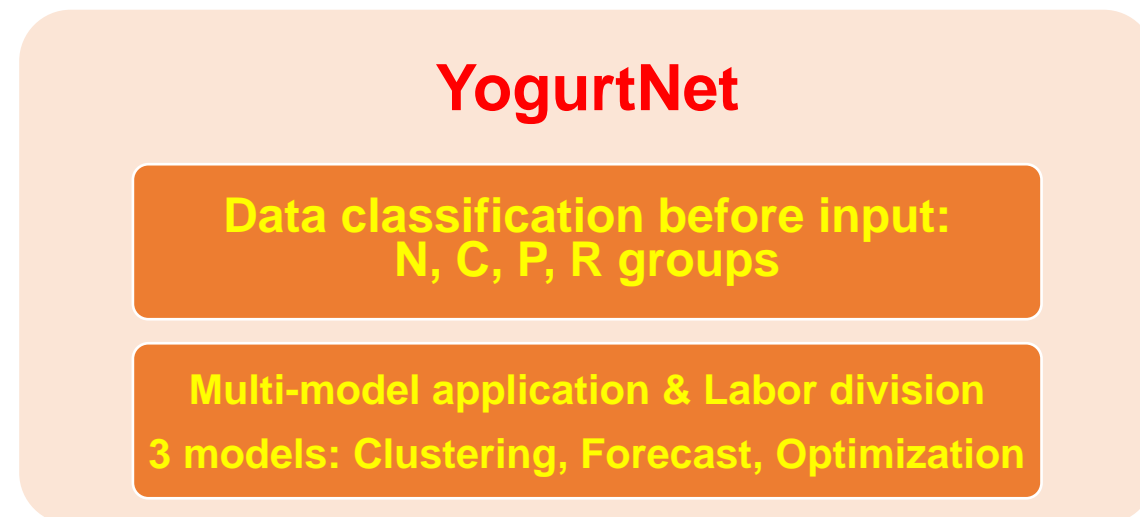 YogurtNet
Data classification before input:
N, C, P, R groups
Multi-model application & Labor division
3 models: Clustering, Forecast, Optimization